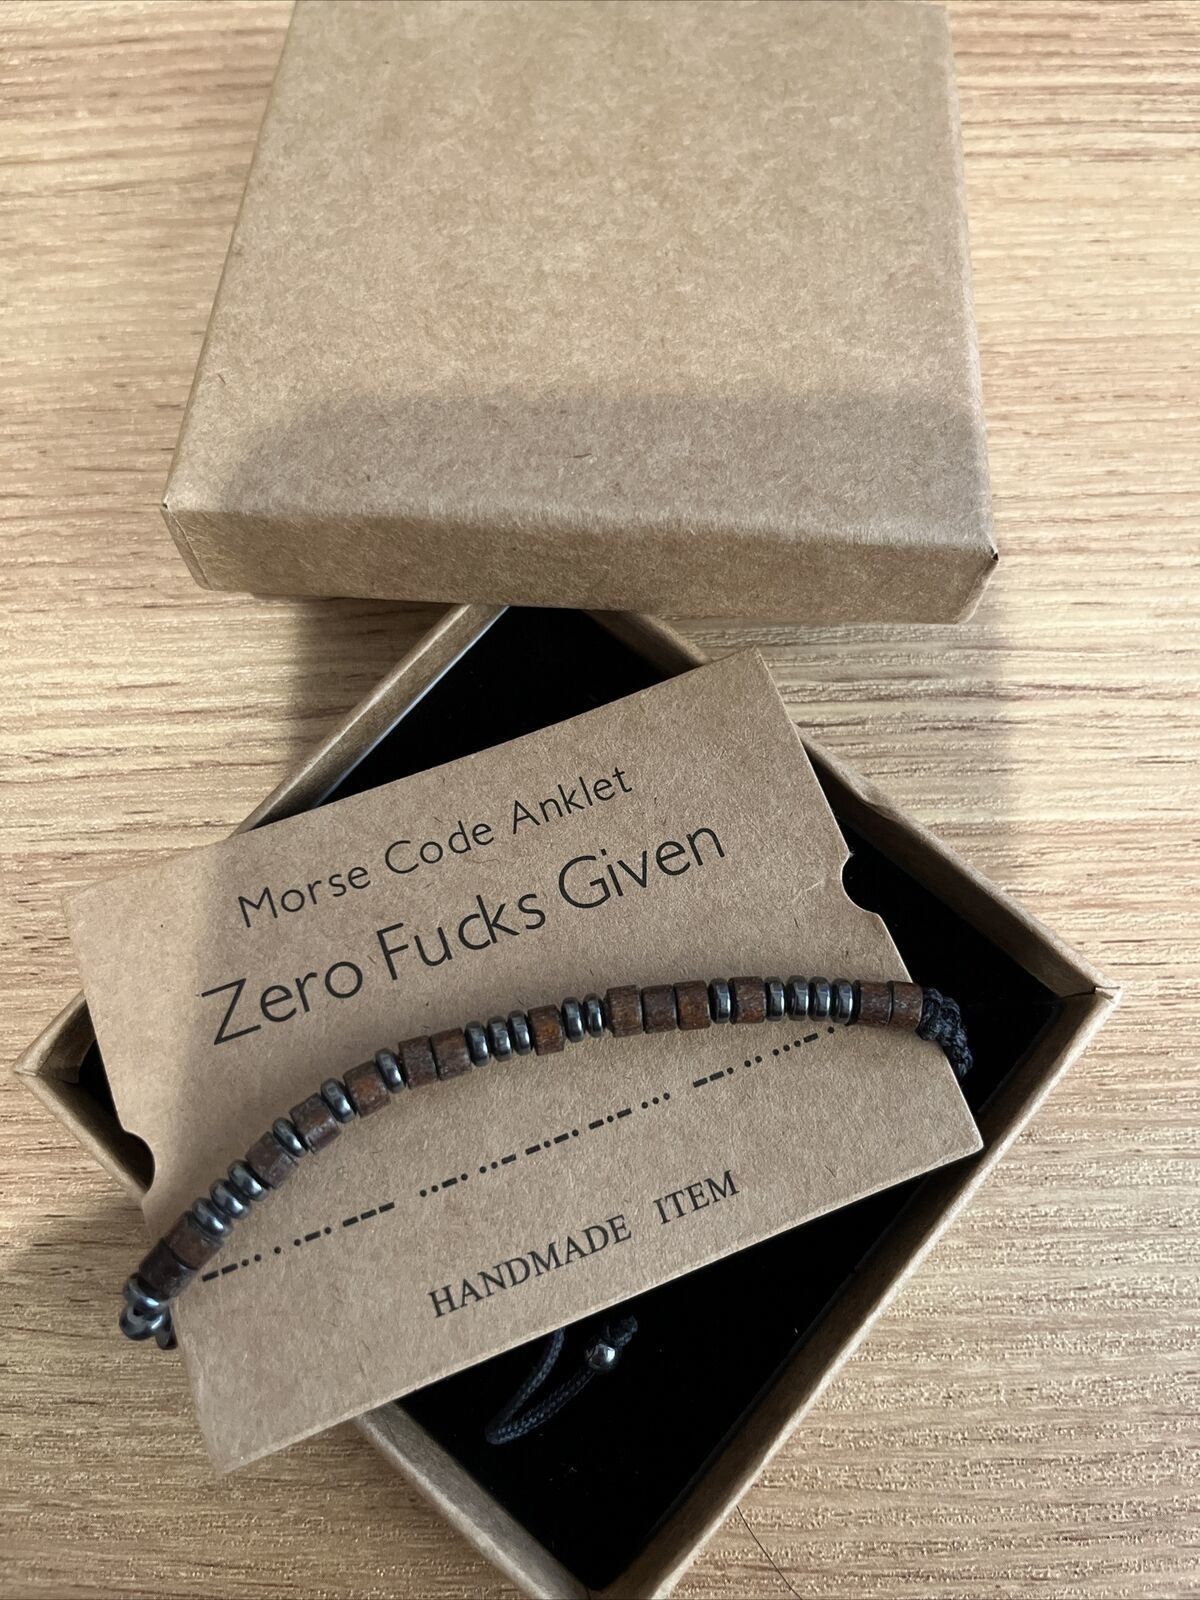 Morse Code Anklet
Zero Fucks Given
HANDMADE ITEM